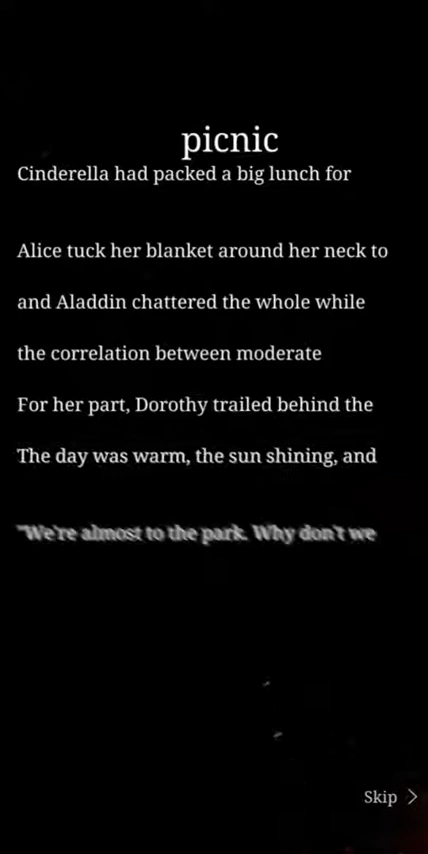 picnic
Cinderella had packed a big lunch for
Alice tuck her blanket around her neck to
and Aladdin chattered the whole while
the correlation between moderate
For her part, Dorothy trailed behind the
The day was warm, the sun shining, and
"We're almost to the park. Why don't we
Skip >